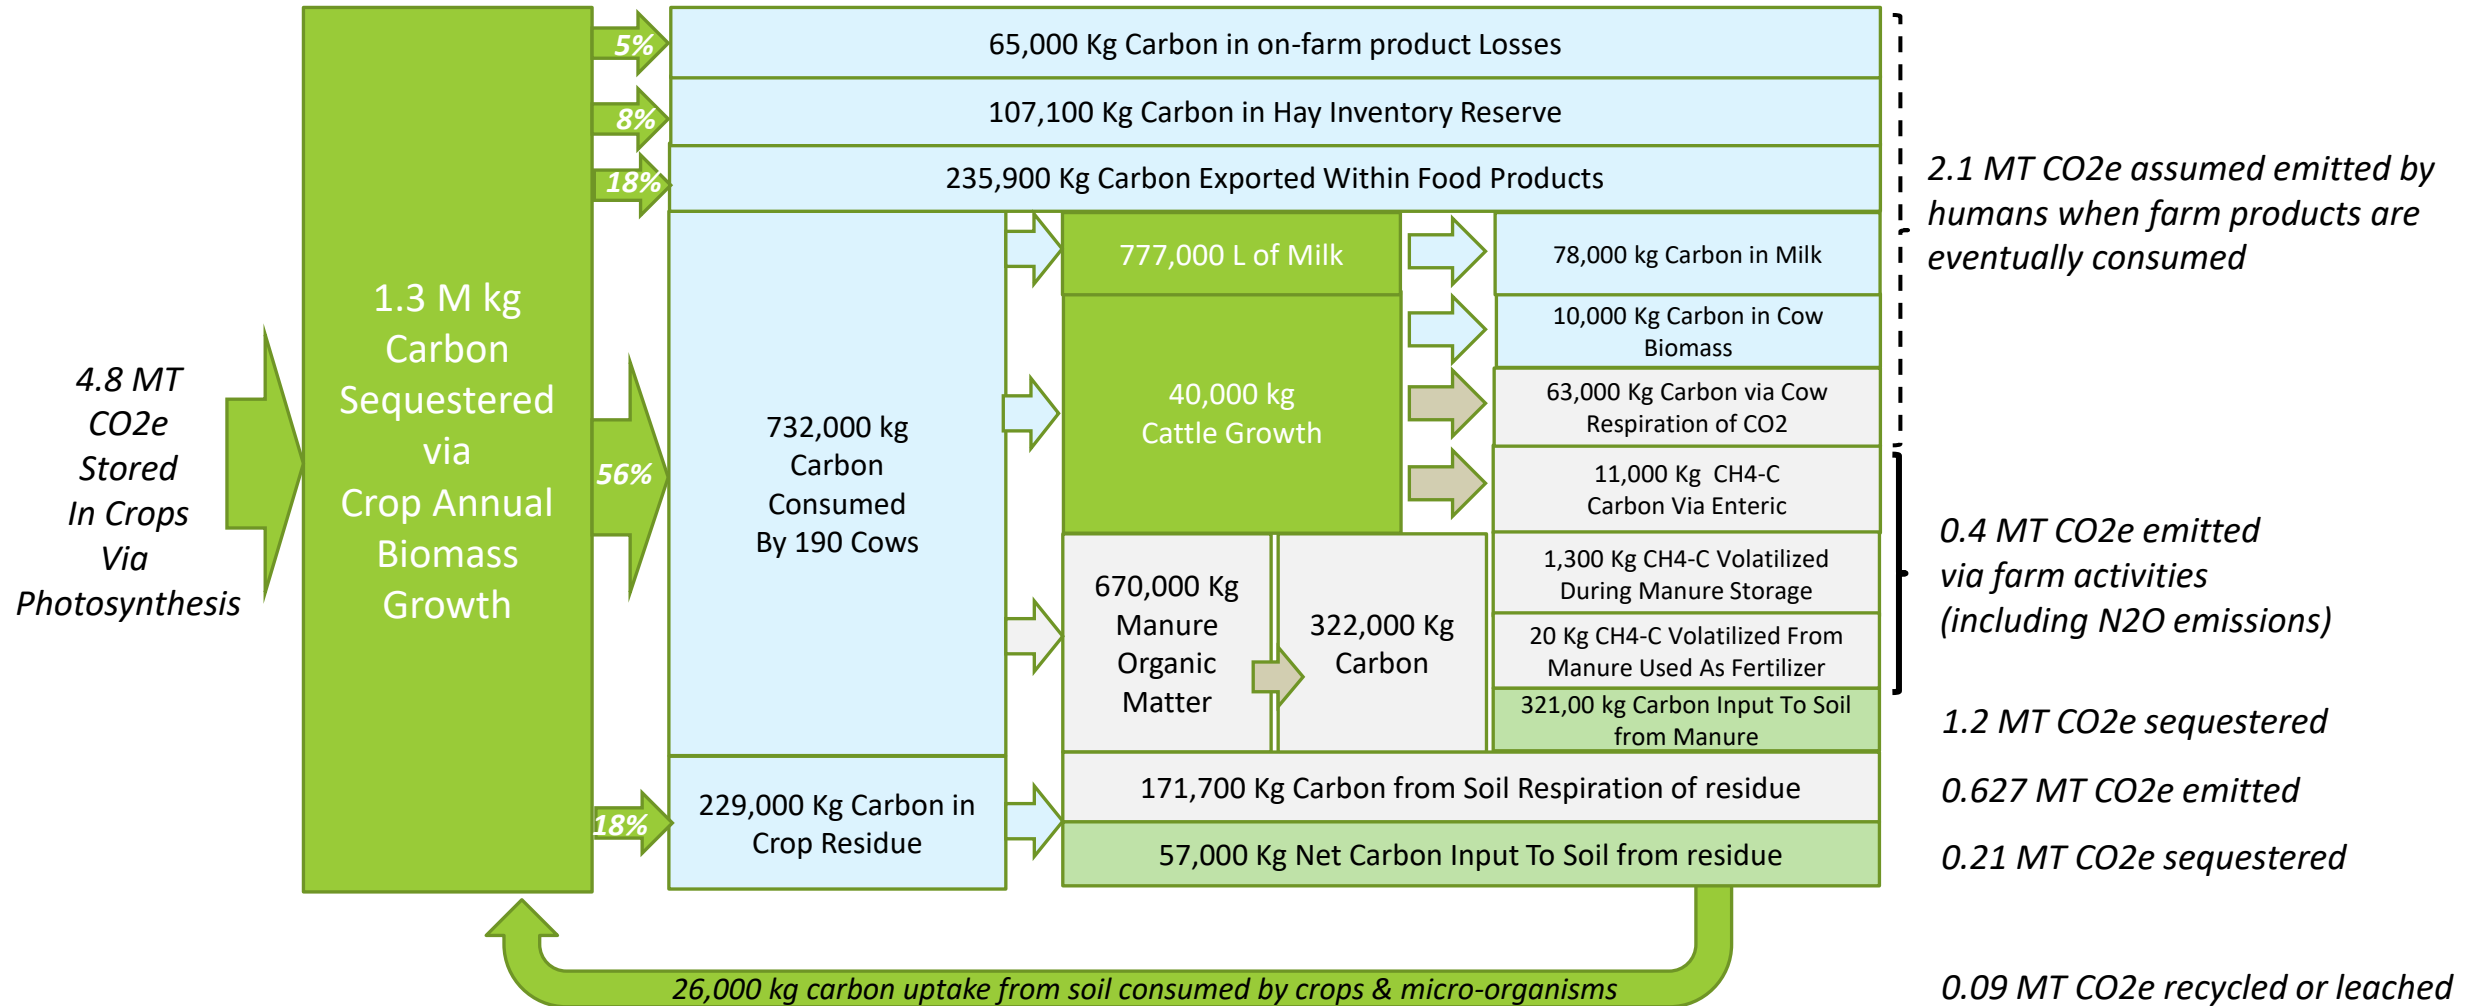 4.8 MT
CO2e
Stored
In Crops
Via
Photosynthesis
1.3 M kg
Carbon
Sequestered
via
Crop Annual
Biomass
Growth
5%
8%
18%
56%
18%
65,000 Kg Carbon in on-farm product Losses
107,100 Kg Carbon in Hay Inventory Reserve
235,900 Kg Carbon Exported Within Food Products
732,000 kg
Carbon
Consumed
By 190 Cows
229,000 Kg Carbon in
Crop Residue
777,000 L of Milk
40,000 kg
Cattle Growth
670,000 Kg
Manure
Organic
Matter
322,000 Kg
Carbon
78,000 kg Carbon in Milk
10,000 Kg Carbon in Cow
Biomass
63,000 Kg Carbon via Cow
Respiration of CO2
11,000 Kg  CH4-C
Carbon Via Enteric
1,300 Kg CH4-C Volatilized
During Manure Storage
20 Kg CH4-C Volatilized From
Manure Used As Fertilizer
321,00 kg Carbon Input To Soil
from Manure
171,700 Kg Carbon from Soil Respiration of residue
57,000 Kg Net Carbon Input To Soil from residue
2.1 MT CO2e assumed emitted by
humans when farm products are
eventually consumed
0.4 MT CO2e emitted
via farm activities
(including N2O emissions)
1.2 MT CO2e sequestered
0.627 MT CO2e emitted
0.21 MT CO2e sequestered
26,000 kg carbon uptake from soil consumed by crops & micro-organisms
0.09 MT CO2e recycled or leached